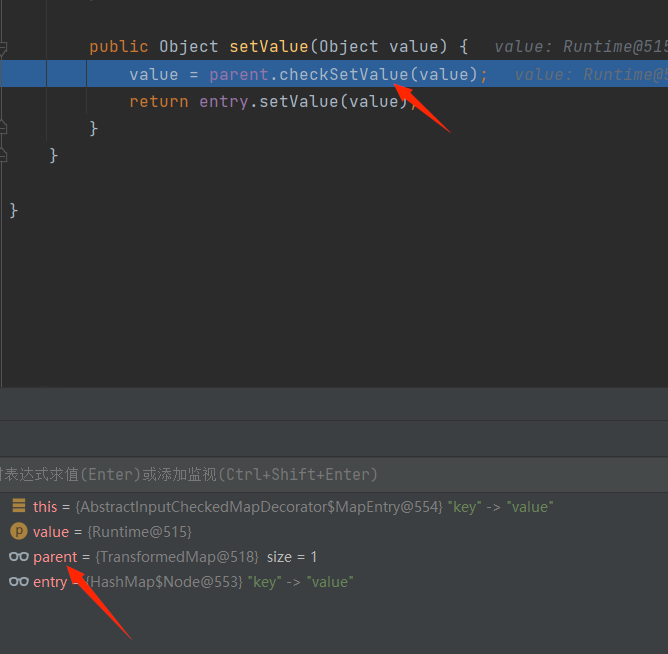 public Object setValue(Object value) { value: Runtime@515
value = parent.checkSetValue(value); value: Runtime@5
return entry.setValue(value);
}
}
}
表达式求值(Enter)或添加监视(Ctrl+Shift+Enter)
this = {AbstractInputCheckedMapDecorator$MapEntry@554} "key" -> "value"
p value = {Runtime@515}
parent = {TransformedMap@518} size = 1
entry = {HashMap$Node@553} "key" -> "value"